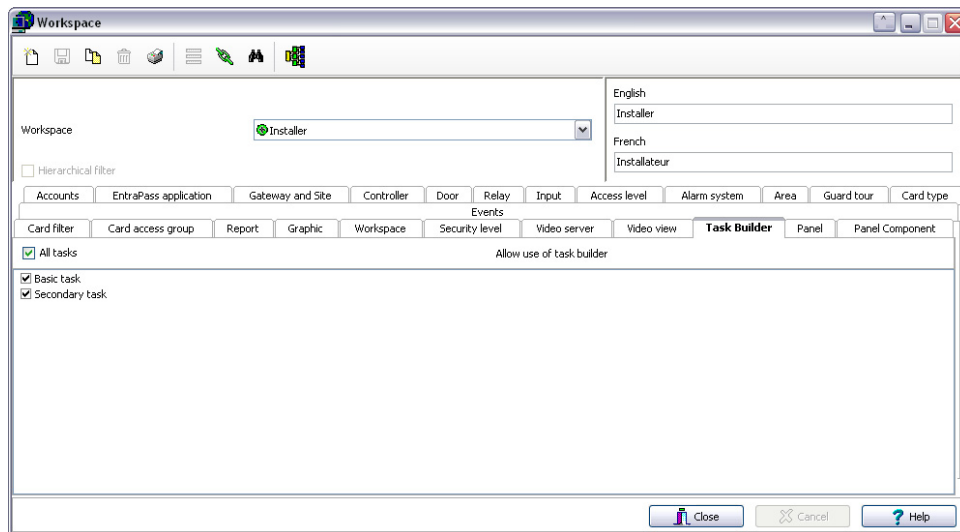 Workspace
English
Installer
Workspace
Installer
French
Installateur
Hierarchical filter
Accounts EntraPass application Gateway and Site Controller Door Relay Input Access level Alarm system Area Guard tour Card type
Events
Card filter Card access group Report Graphic Workspace Security level Video server Video view Task Builder Panel Panel Component
All tasks Allow use of task builder
Basic task
Secondary task
Close Cancel Help